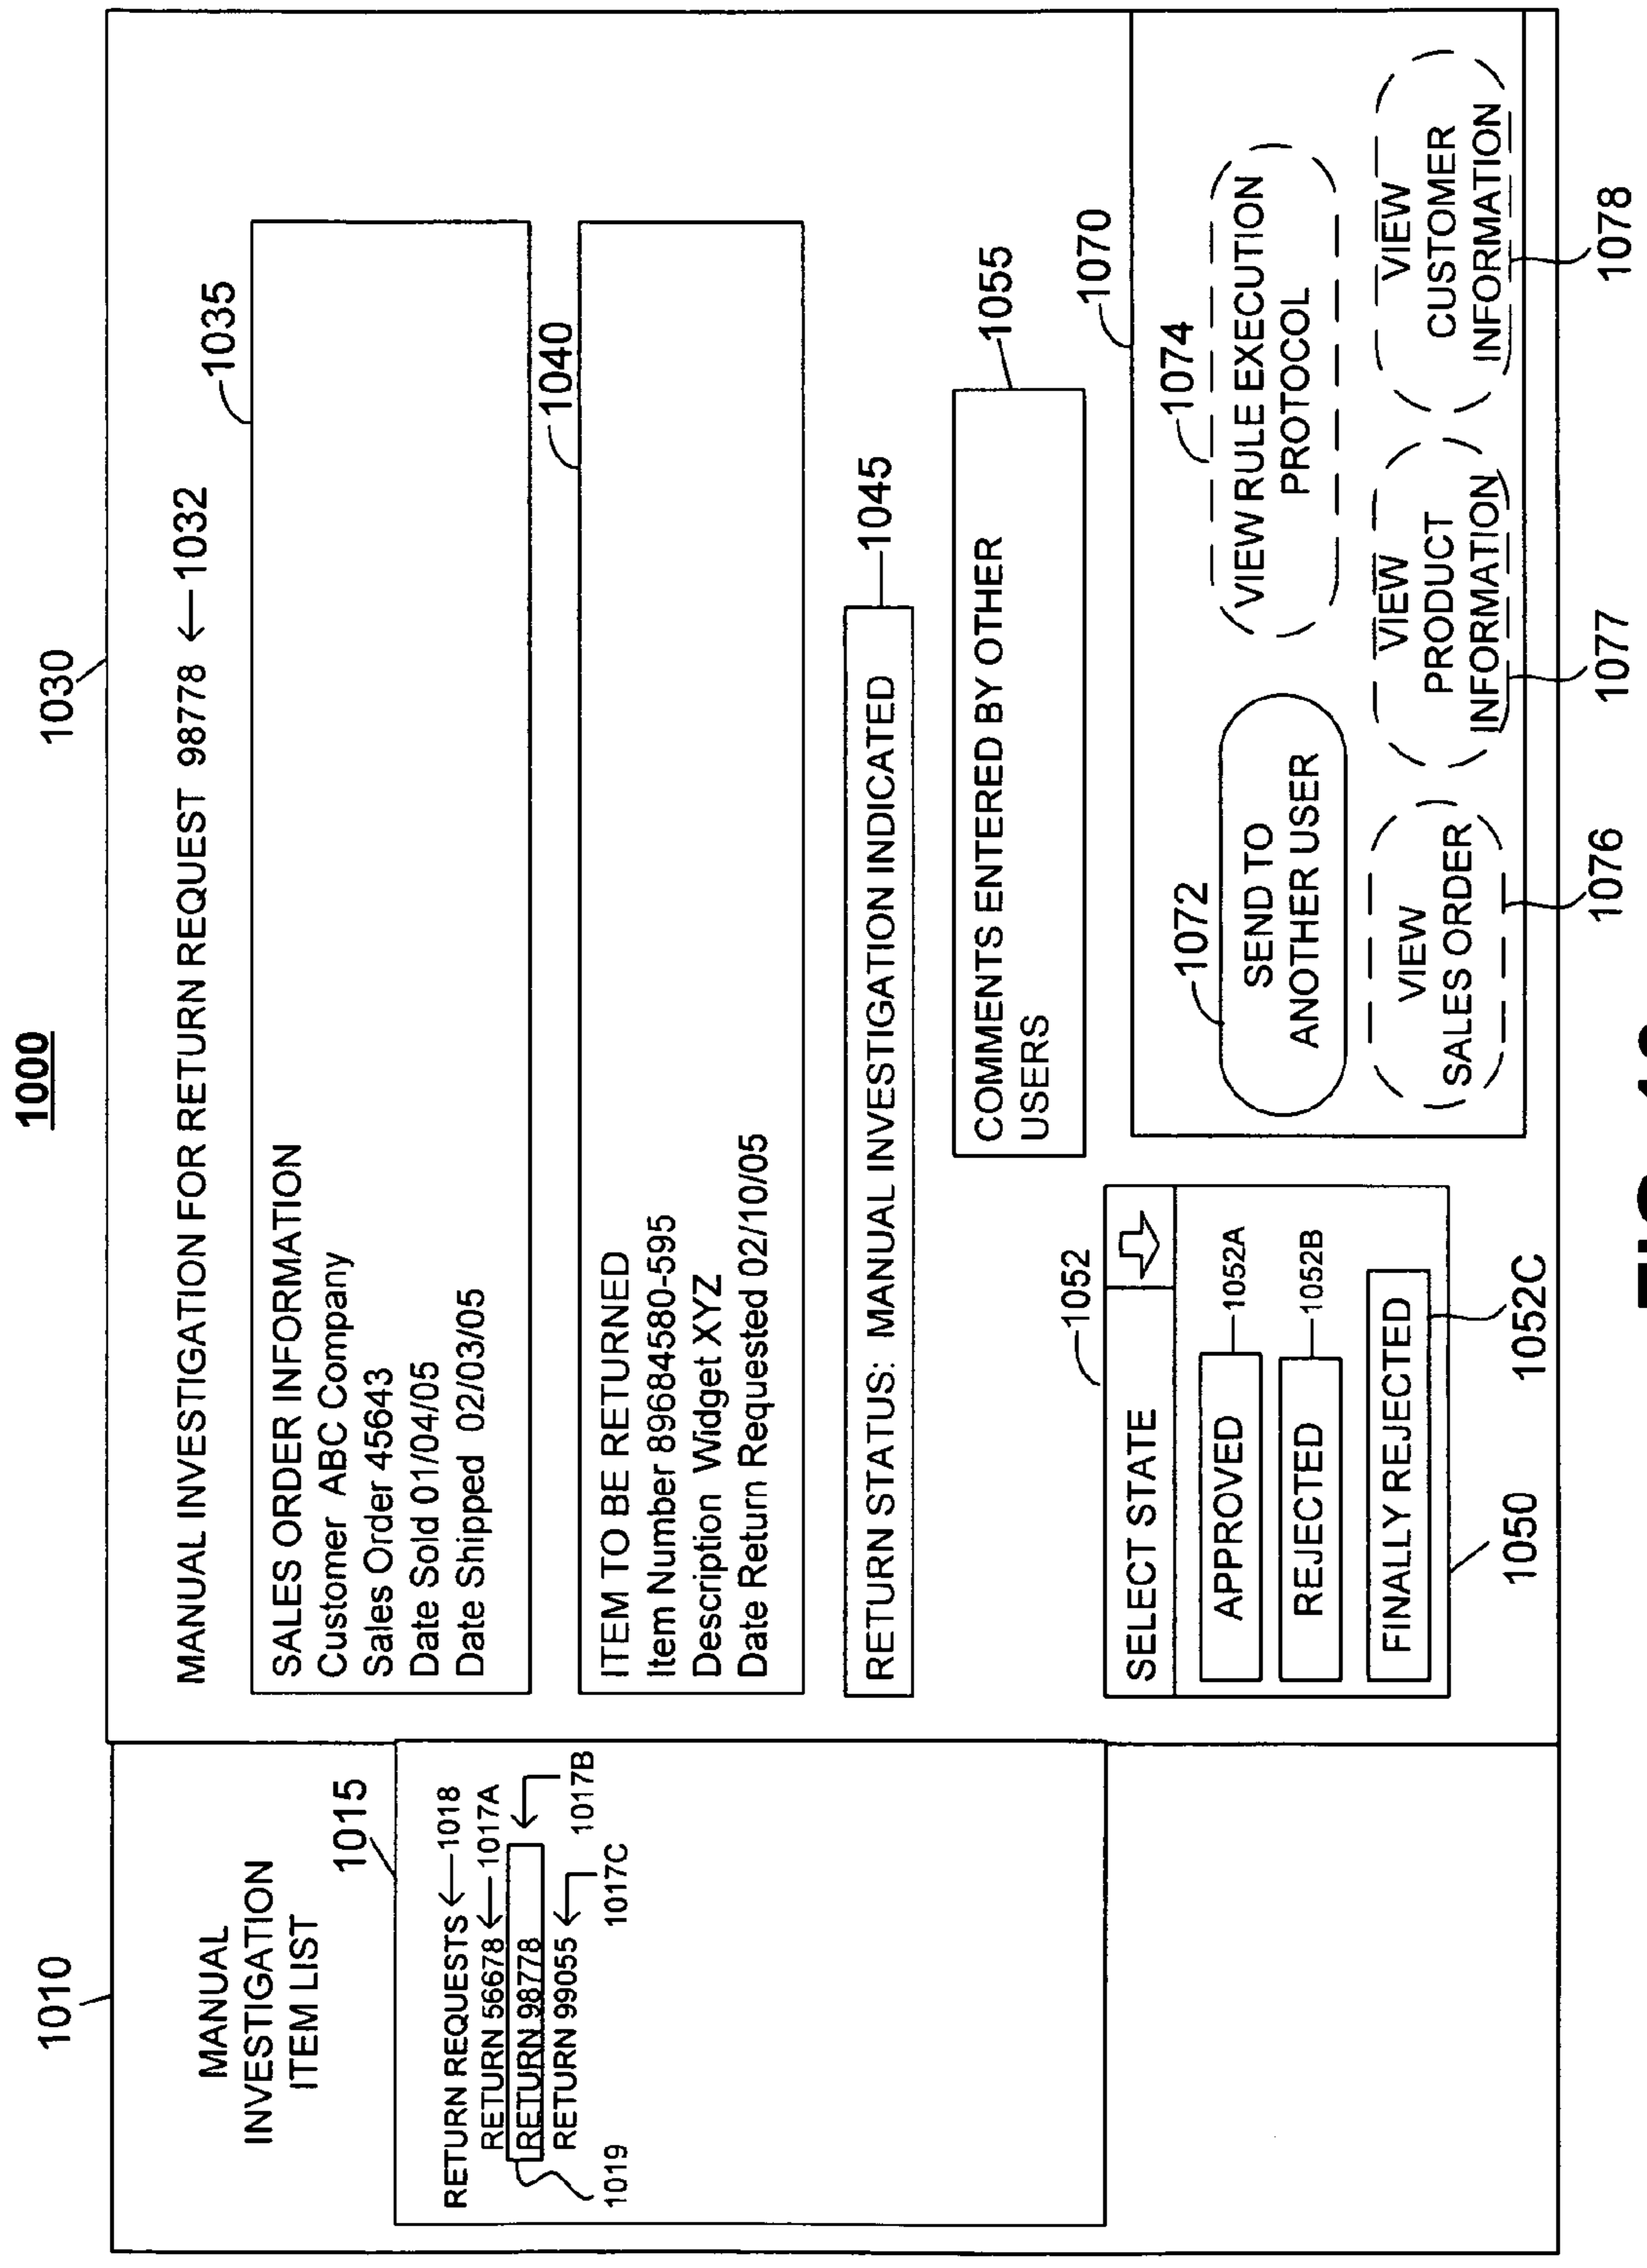 1000
1010
1030
MANUAL
INVESTIGATION
ITEM LIST
1015
RETURN REQUESTS 1018
RETURN 56678 1017A
RETURN 98778
1017B
RETURN 99055
1017C
1019
MANUAL INVESTIGATION FOR RETURN REQUEST 98778 1032
1035
SALES ORDER INFORMATION
Customer ABC Company
Sales Order 45643
Date Sold 01/04/05
Date Shipped 02/03/05
1040
ITEM TO BE RETURNED
Item Number 89684580-595
Description Widget XYZ
Date Return Requested 02/10/05
RETURN STATUS: MANUAL INVESTIGATION INDICATED
1045
COMMENTS ENTERED BY OTHER
USERS
1055
1052
SELECT STATE
APPROVED
1052A
REJECTED
1052B
FINALLY REJECTED
1052C
1050
1070
1072
SEND TO
ANOTHER USER
1074
VIEW RULE EXECUTION
PROTOCOL
VIEW
SALES ORDER
1076
VIEW
PRODUCT
INFORMATION
1077
VIEW
CUSTOMER
INFORMATION
1078